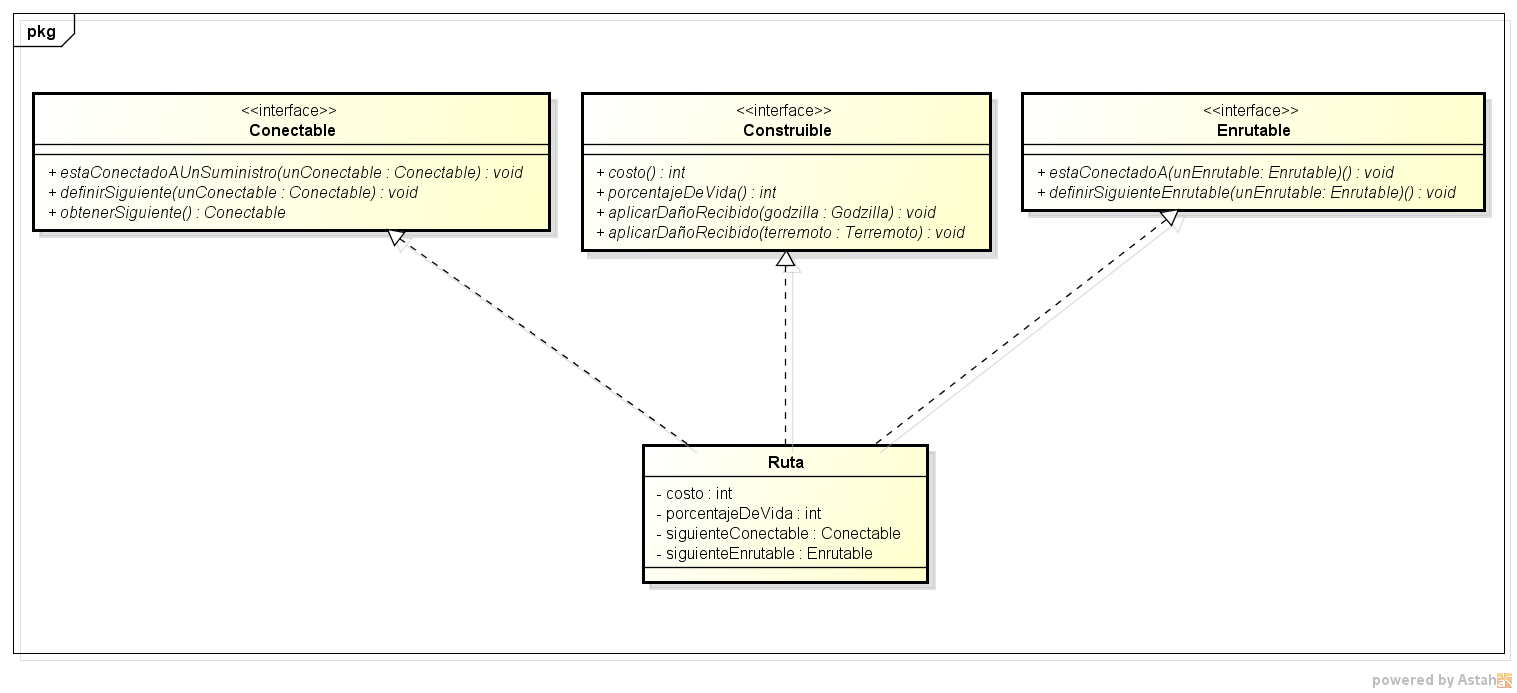 pkg
<<interface>>
Conectable
+ estaConectadoAUnSuministro(unConectable : Conectable) : void
+ definirSiguiente(unConectable : Conectable) : void
+ obtenerSiguiente() : Conectable
<<interface>>
Construible
+ costo() : int
+ porcentajeDeVida() : int
+ aplicarDañoRecibido(godzilla : Godzilla) : void
+ aplicarDañoRecibido(terremoto : Terremoto) : void
<<interface>>
Enrutable
+ estaConectadoA(unEnrutable: Enrutable)() : void
+ definirSiguienteEnrutable(unEnrutable: Enrutable)() : void
Ruta
- costo : int
- porcentajeDeVida : int
- siguienteConectable : Conectable
- siguienteEnrutable : Enrutable
powered by Astah